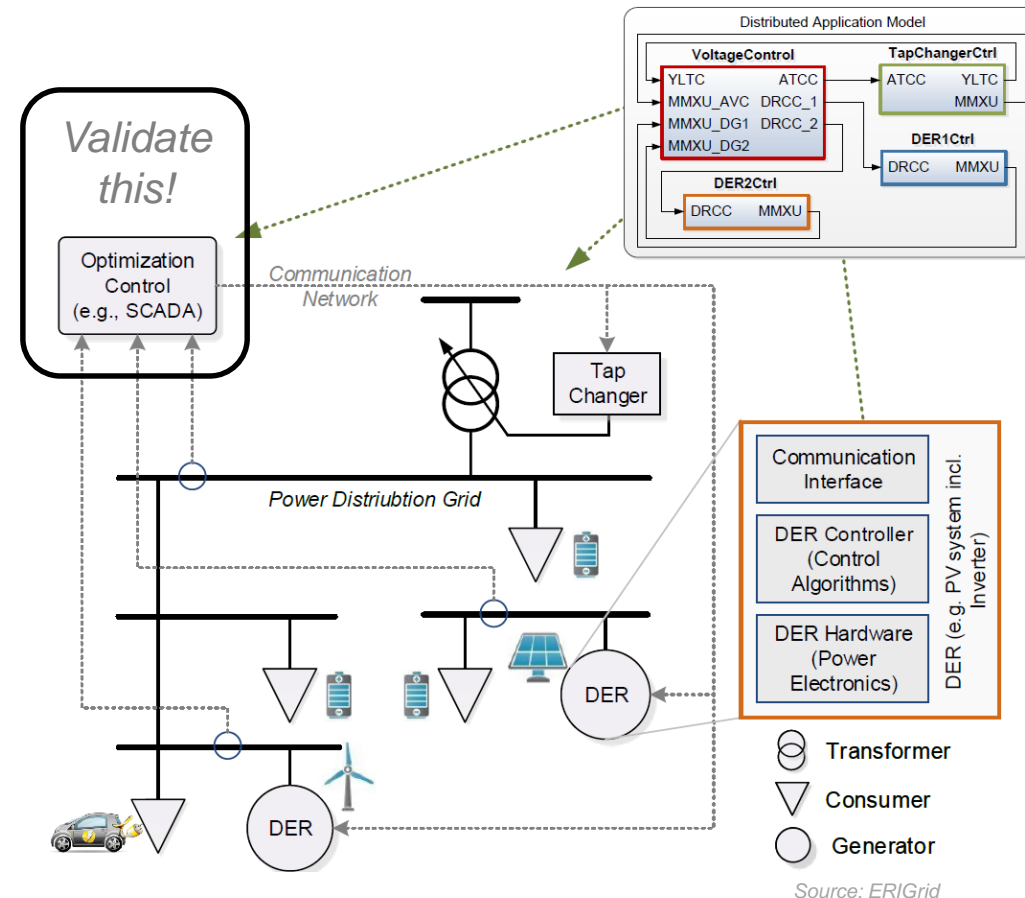 Distributed Application Model
VoltageControl
YLTC ATCC
MMXU_AVC DRCC_1
MMXU_DG1 DRCC_2
MMXU_DG2
TapChangerCtrl
ATCC YLTC
MMXU
DER1Ctrl
DRCC MMXU
DER2Ctrl
DRCC MMXU
Validate
this!
Optimization
Control
(e.g., SCADA)
Communication
Network
Tap
Changer
Power Distriubtion Grid
DER
DER
Communication
Interface
DER Controller
(Control
Algorithms)
DER Hardware
(Power
Electronics)
DER (e.g. PV system incl.
Inverter)
Transformer
Consumer
Generator
Source: ERIGrid